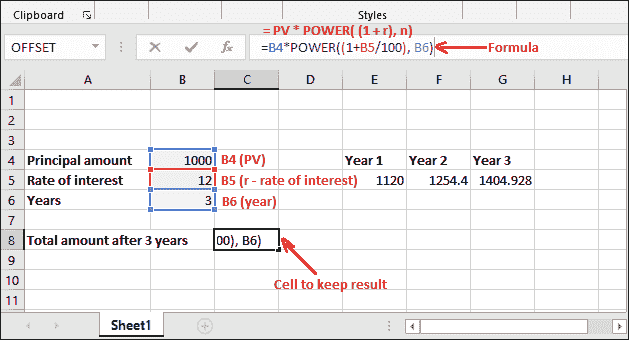 Clipboard Styles
= PV * POWER( (1 + r), n)
OFFSET fx =B4*POWER((1+B5/100), B6) Formula
A B C D E F G H
1
2
3
4 Principal amount 1000 B4 (PV) Year 1 Year 2 Year 3
5 Rate of interest 12 B5 (r - rate of interest) 1120 1254.4 1404.928
6 Years 3 B6 (year)
7
8 Total amount after 3 years 00), B6)
9
10 Cell to keep result
11
Sheet1